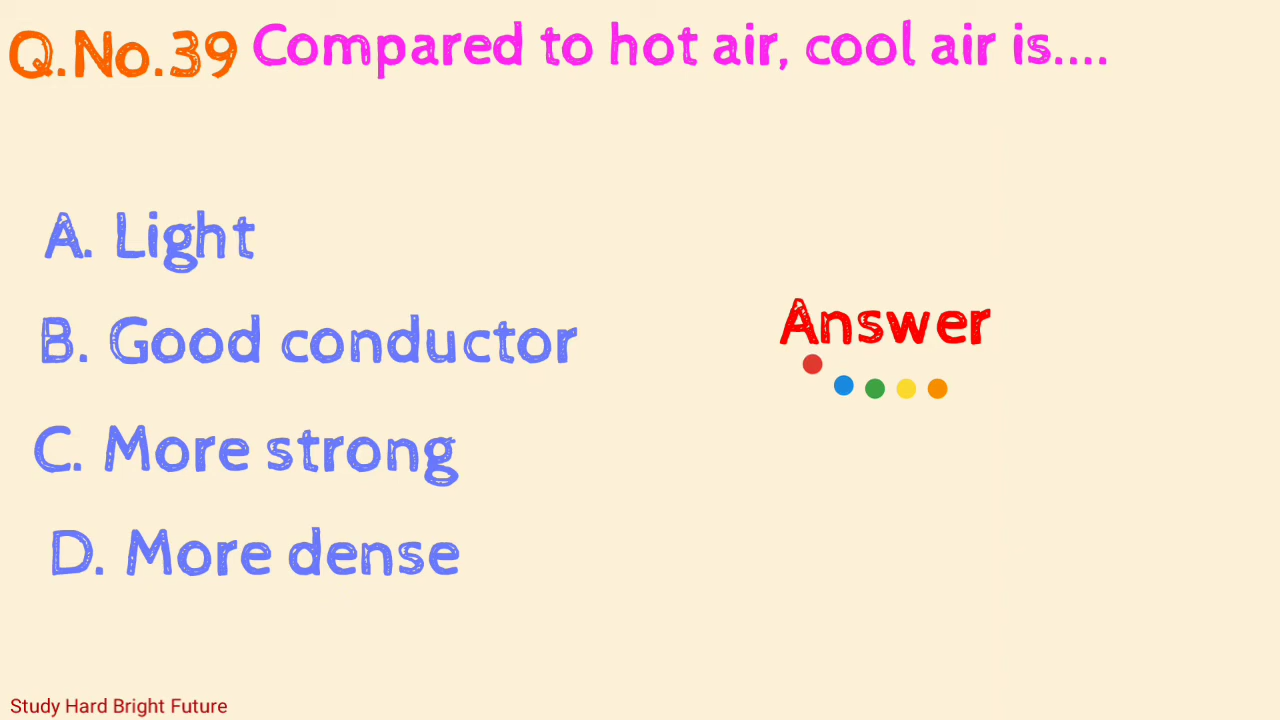 Q.No.39 Compared to hot air, cool air is....
A. Light
B. Good conductor
Answer
C. More strong
D. More dense
Study Hard Bright Future